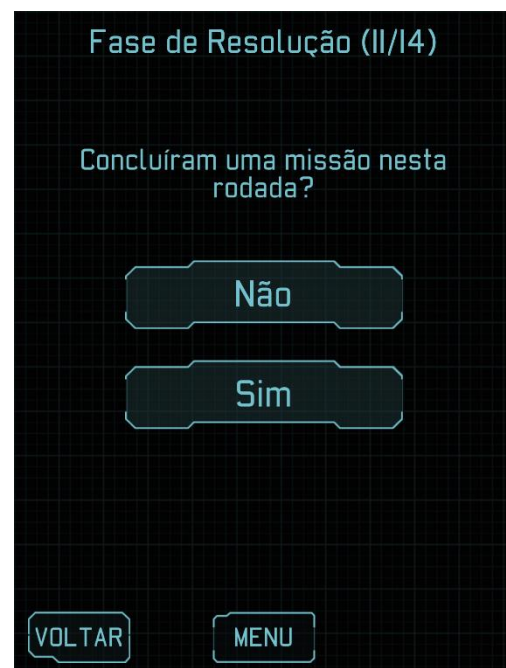 Fase de Resolução (11/14)
Concluíram uma missão nesta
rodada?
Não
Sim
VOLTAR
MENU